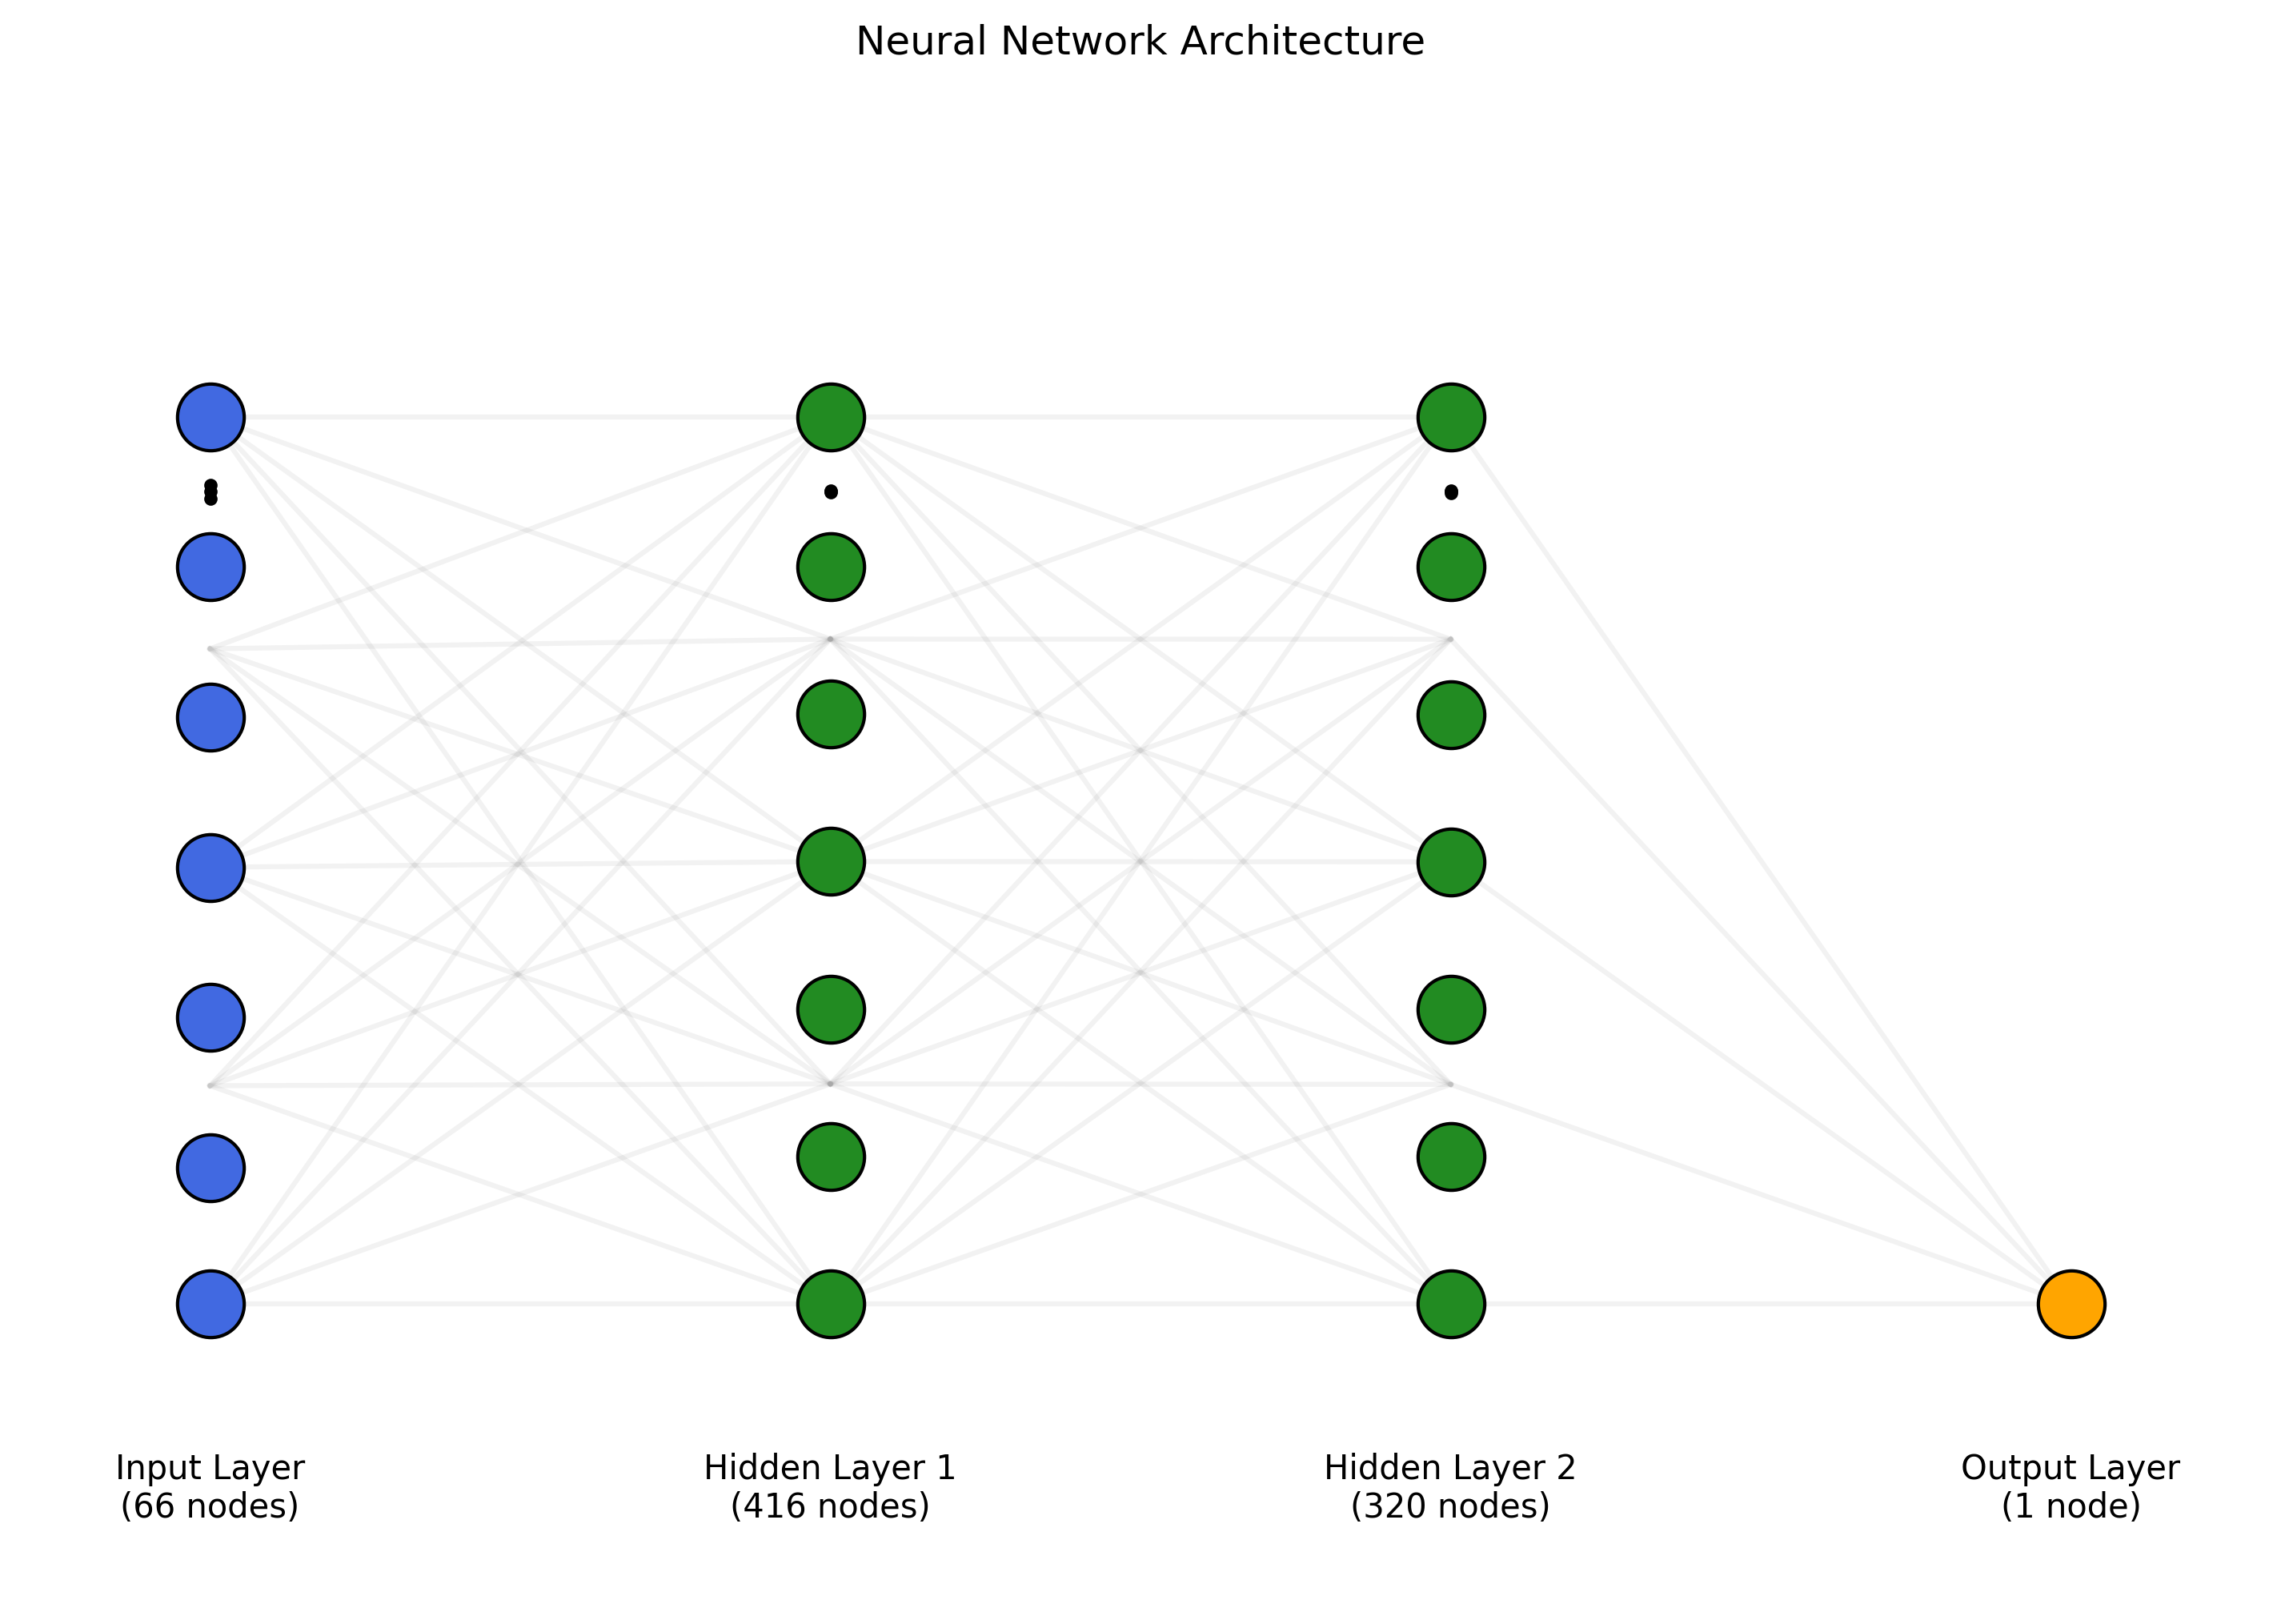 Neural Network Architecture
Input Layer
(66 nodes)
Hidden Layer 1
(416 nodes)
Hidden Layer 2
(320 nodes)
Output Layer
(1 node)